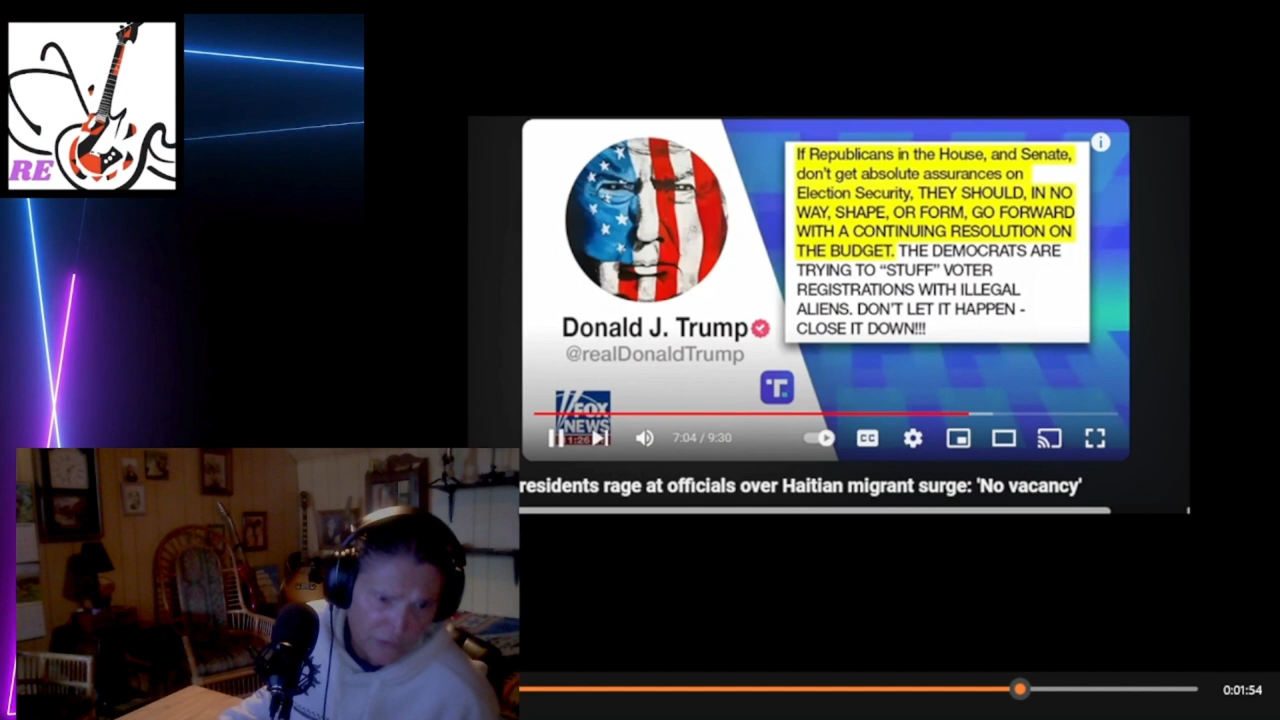 RE
If Republicans in the House, and Senate,
don't get absolute assurances on
Election Security, THEY SHOULD, IN NO
WAY, SHAPE, OR FORM, GO FORWARD
WITH A CONTINUING RESOLUTION ON
THE BUDGET. THE DEMOCRATS ARE
TRYING TO “STUFF” VOTER
REGISTRATIONS WITH ILLEGAL
ALIENS. DON'T LET IT HAPPEN -
CLOSE IT DOWN!!!
Donald J. Trump
@realDonaldTrump
FOX
NEWS
7:04 / 9:30
CC
residents rage at officials over Haitian migrant surge: 'No vacancy'
0:01:54